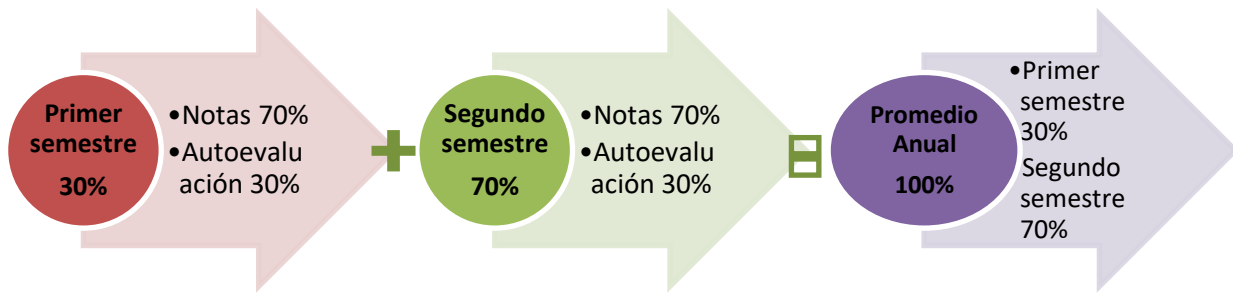 Primer
semestre
30%
•Notas 70%
•Autoevalu
ación 30%
+
Segundo
semestre
70%
•Notas 70%
•Autoevalu
ación 30%
=
Promedio
Anual
100%
•Primer
semestre
30%
Segundo
semestre
70%